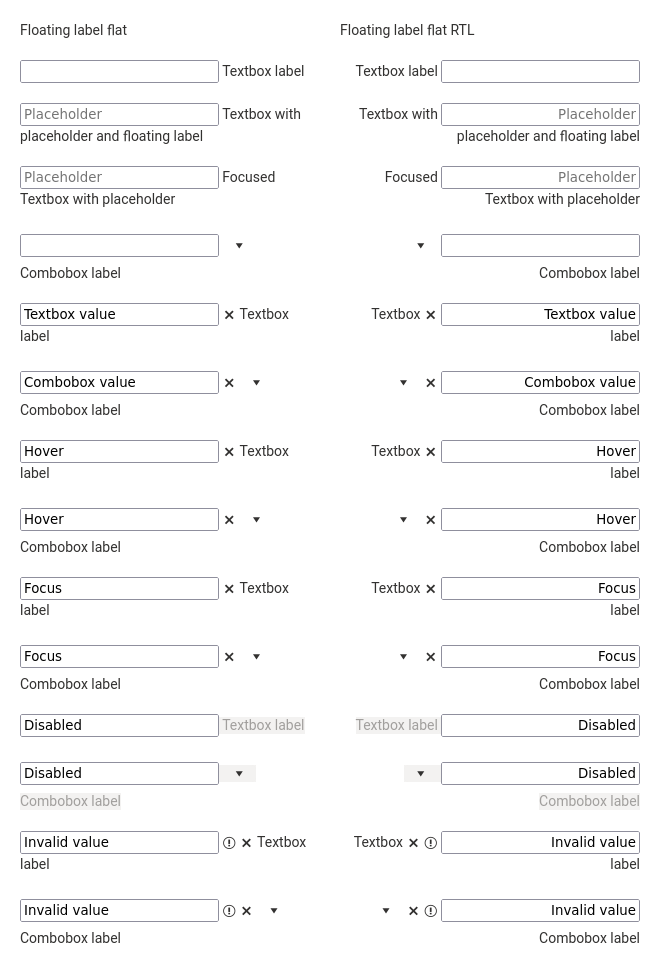 Floating label flat
Floating label flat RTL
Textbox label
Textbox label
Placeholder Textbox with
Textbox with Placeholder
placeholder and floating label
placeholder and floating label
Placeholder Focused
Focused Placeholder
Textbox with placeholder
Textbox with placeholder
Combobox label
Combobox label
Textbox value Textbox
Textbox Textbox value
label
label
Combobox value
Combobox value
Combobox label
Combobox label
Hover Textbox
Textbox Hover
label
label
Hover
Hover
Combobox label
Combobox label
Focus Textbox
Textbox Focus
label
label
Focus
Focus
Combobox label
Combobox label
Disabled Textbox label
Textbox label Disabled
Disabled
Disabled
Combobox label
Combobox label
Invalid value Textbox
Textbox Invalid value
label
label
Invalid value
Invalid value
Combobox label
Combobox label